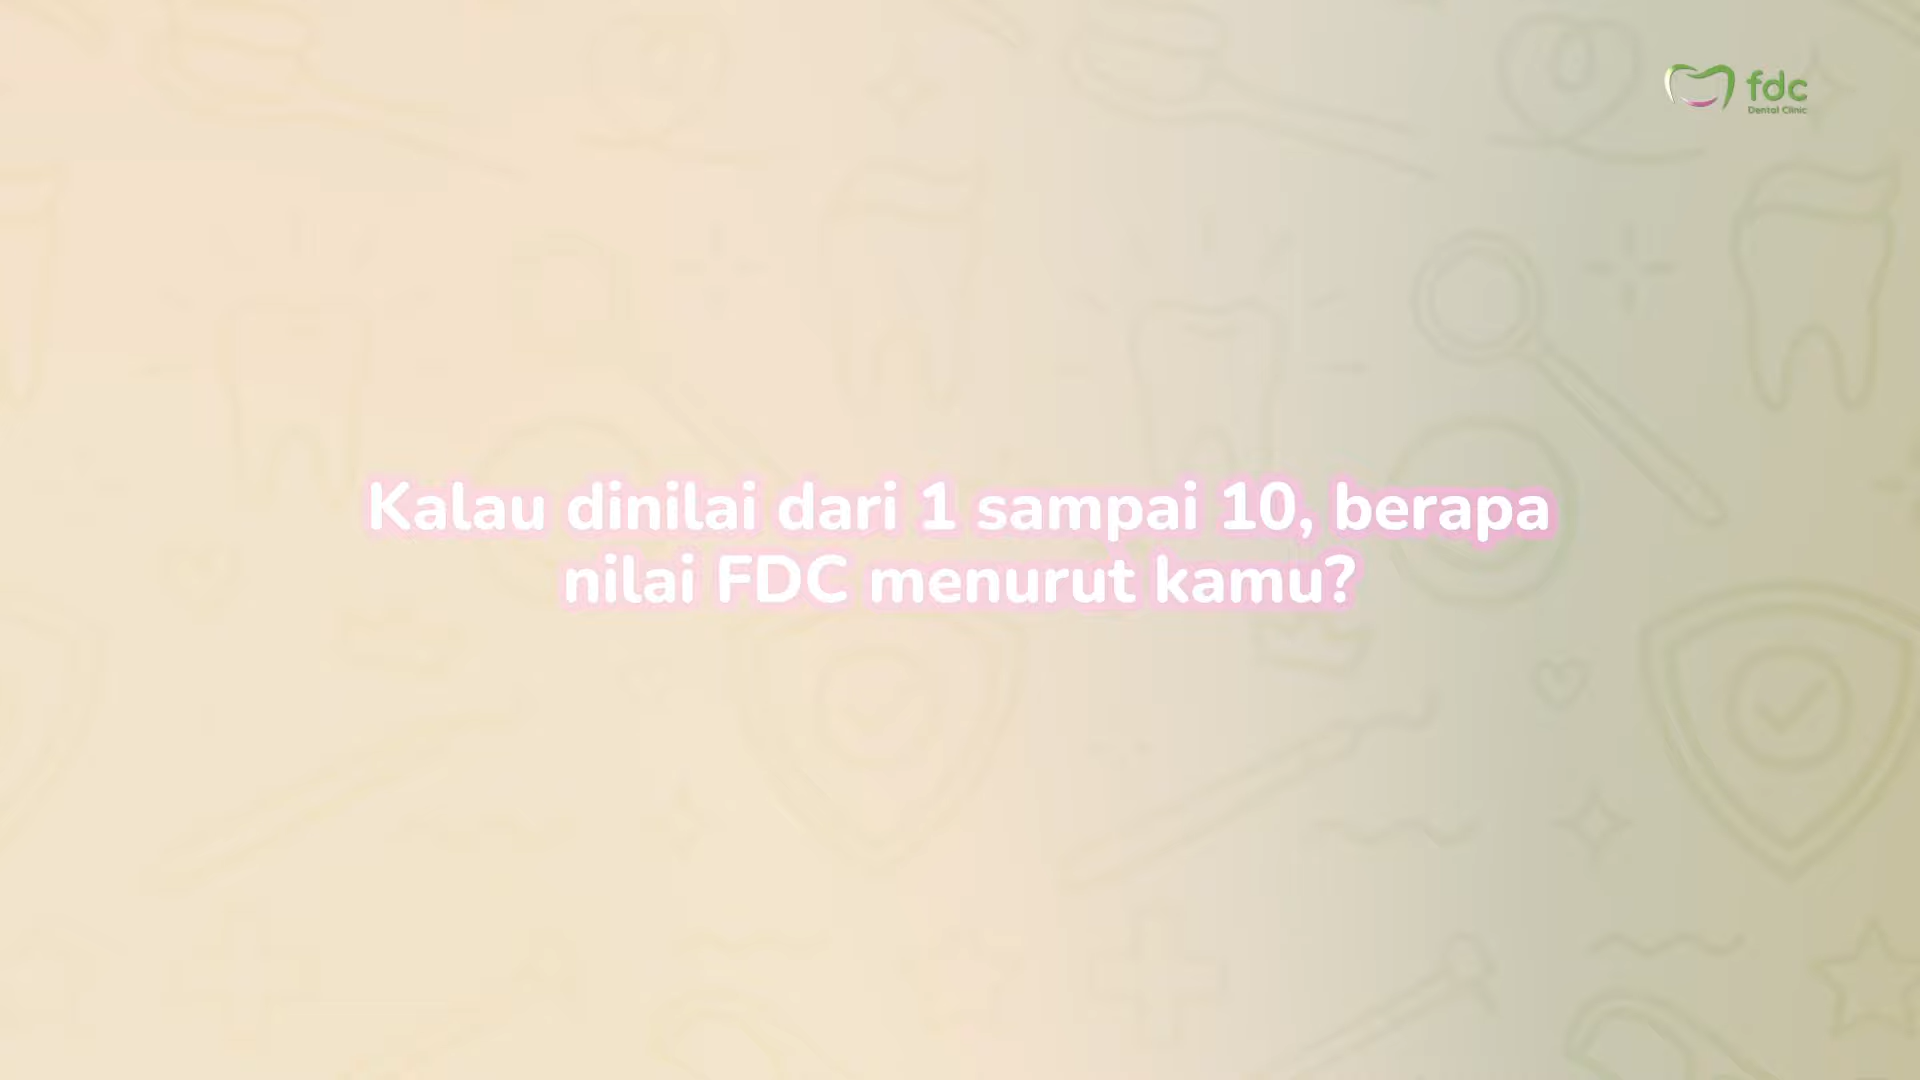 fdc
Dental Clinic
Kalau dinilai dari 1 sampai 10, berapa
nilai FDC menurut kamu?